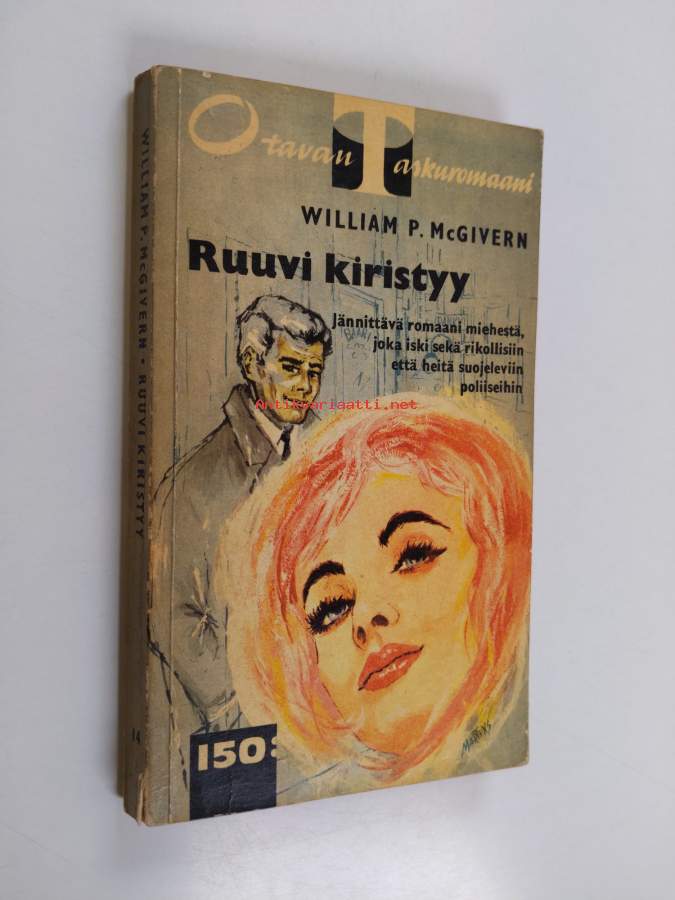 Otavan Taskuromaani
WILLIAM P. McGIVERN
Ruuvi kiristyy
Jännittävä romaani miehestä,
joka iski sekä rikollisiin
että heitä suojeleviin
poliiseihin
Antikvariaatti.net
150:
MARKS
WILLIAM P. McGIVERN • RUUVI KIRISTYY
14